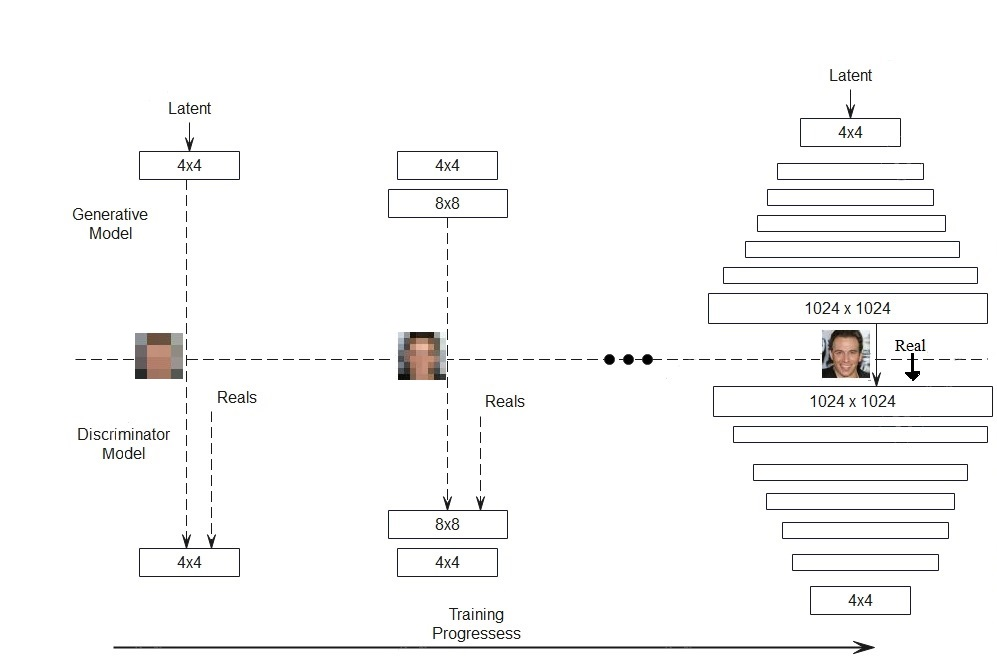 Latent
4x4
Generative
Model
Reals
Discriminator
Model
4x4
4x4
8x8
Reals
8x8
4x4
Latent
4x4
1024 x 1024
Real
1024 x 1024
4x4
Training
Progressess